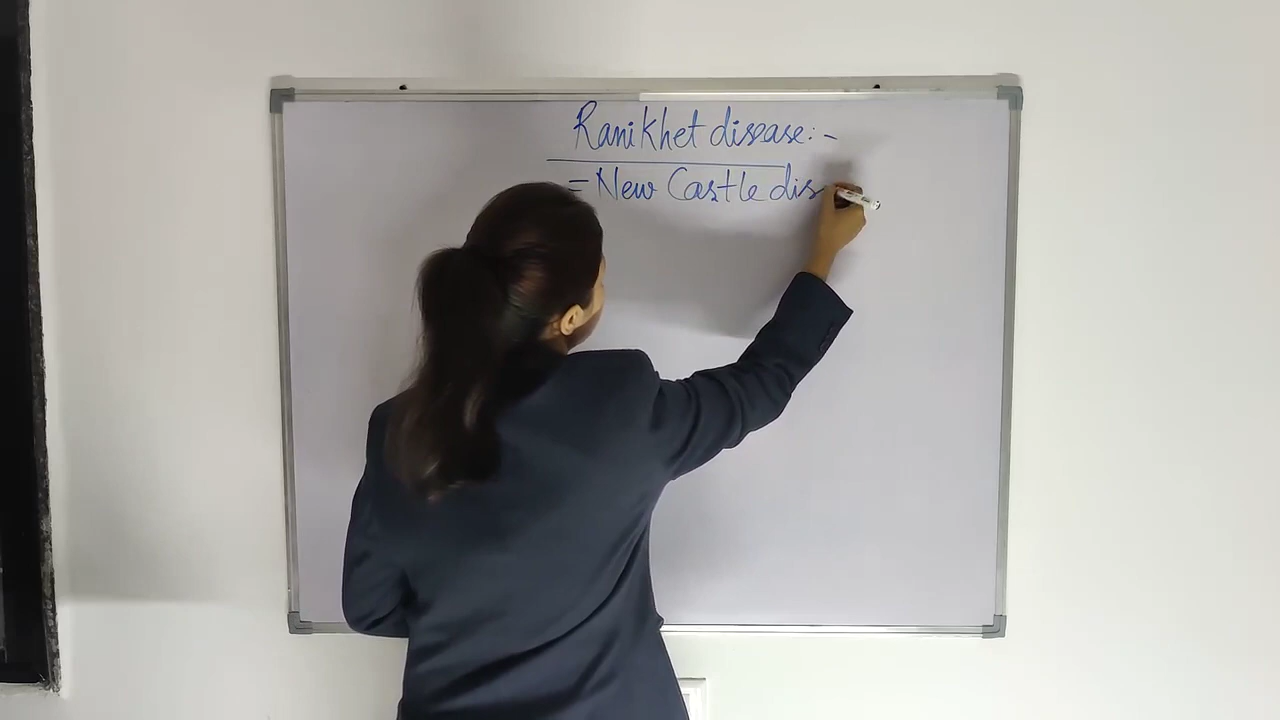 Ranikhet disease:-
= New Castle dis